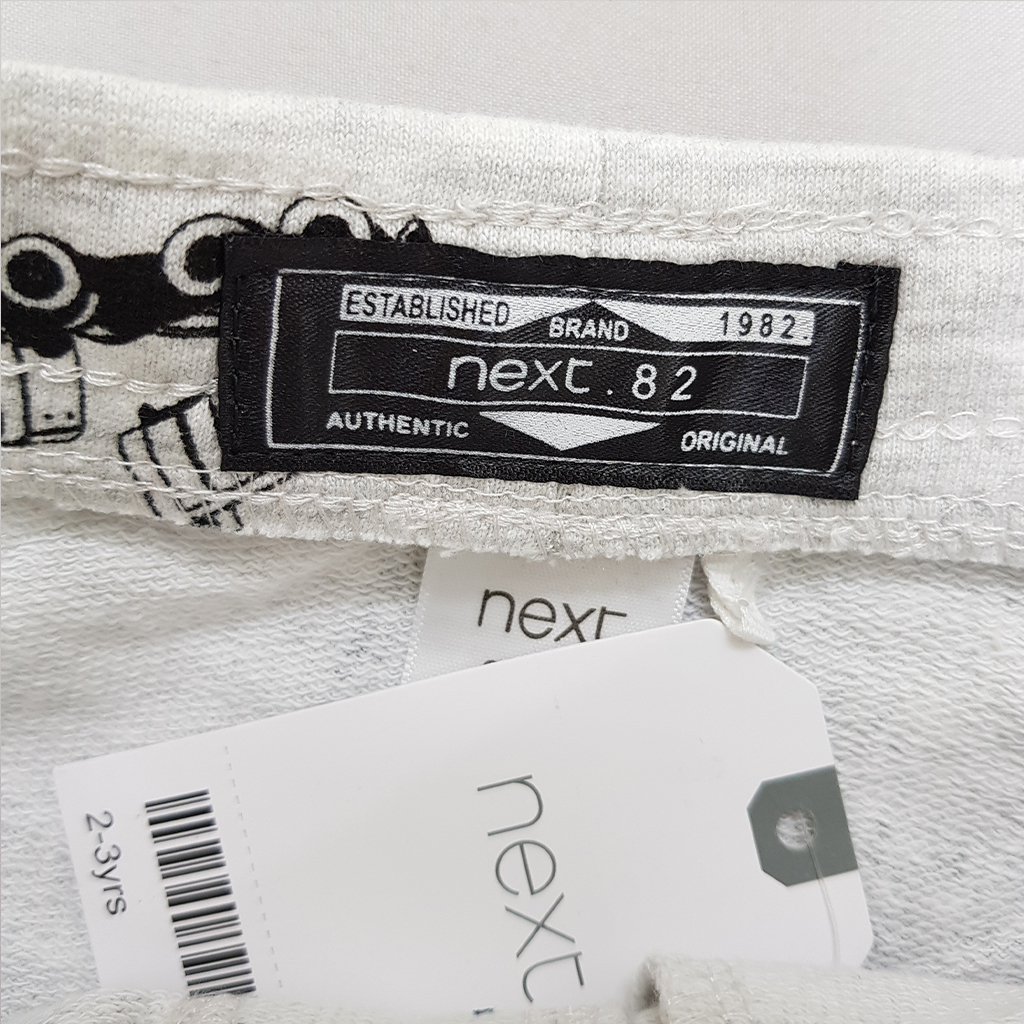 ESTABLISHED BRAND 1982.
next.82
AUTHENTIC ORIGINAL
next
next
2-3yrs